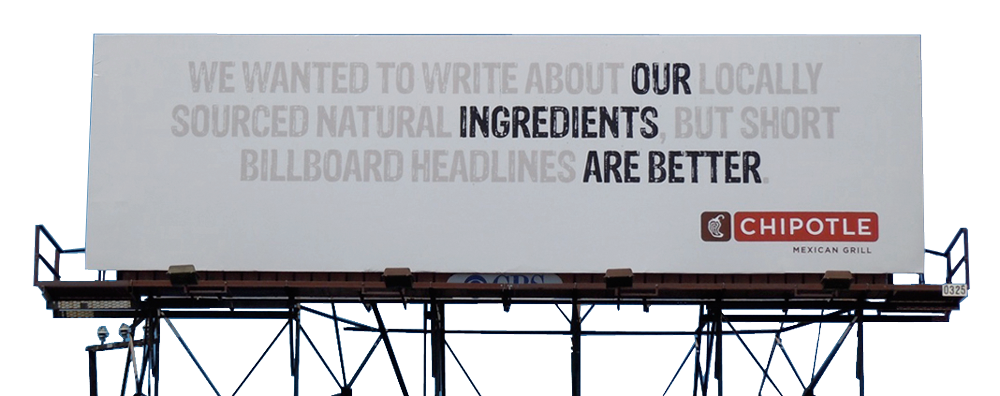 WE WANTED TO WRITE ABOUT OUR LOCALLY
SOURCED NATURAL INGREDIENTS, BUT SHORT
BILLBOARD HEADLINES ARE BETTER.
CHIPOTLE
MEXICAN GRILL
CBS
0325